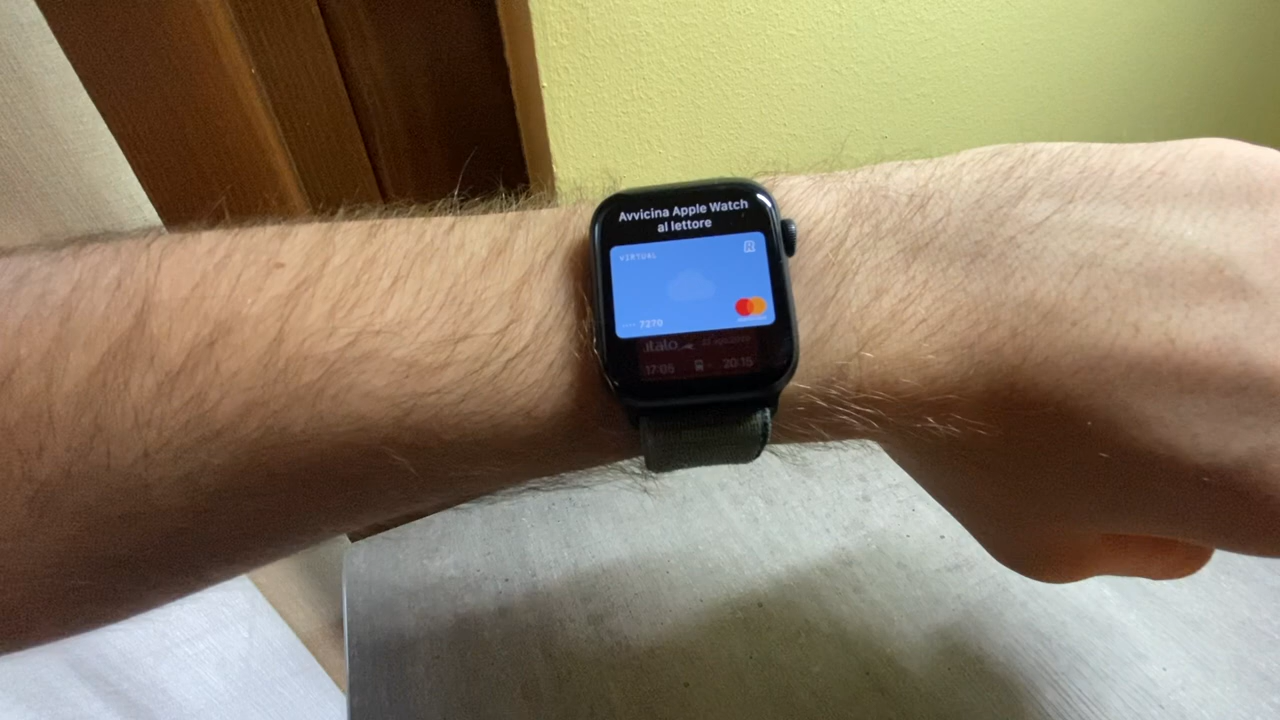 Avvicina Apple Watch
al lettore
VIRTUAL
R
•••• 7270
italo
17:05 20:15